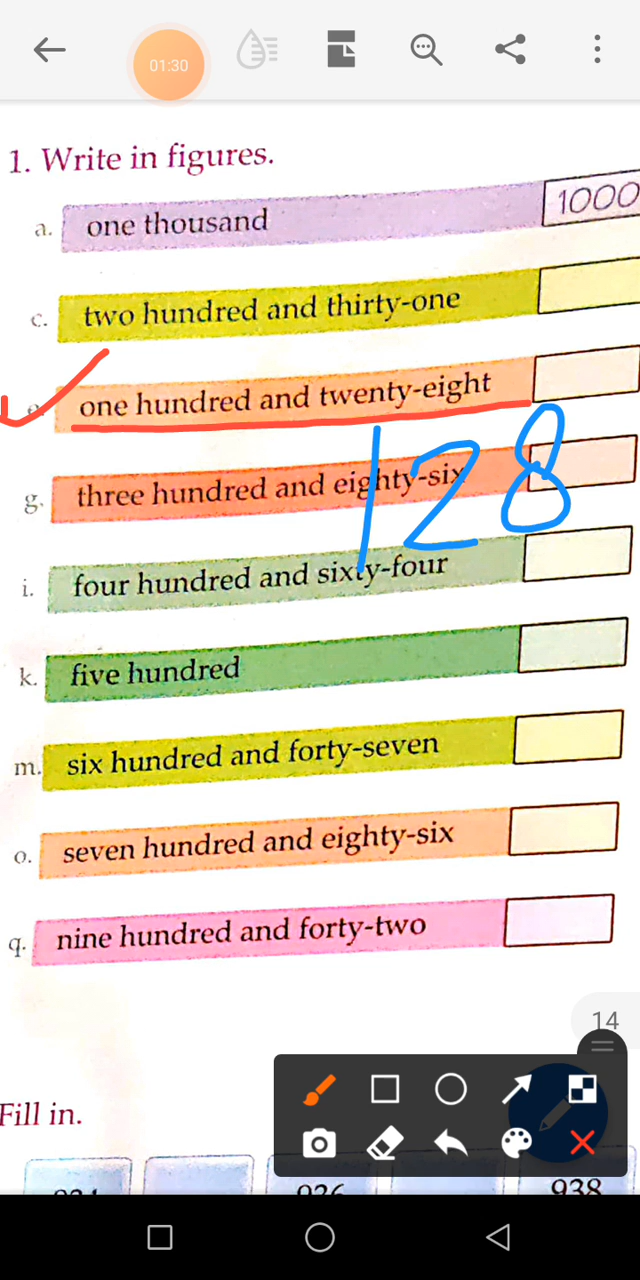 01:30
1. Write in figures.
a. one thousand 1000
c. two hundred and thirty-one
e. one hundred and twenty-eight
128
g. three hundred and eighty-six
i. four hundred and sixty-four
k. five hundred
m. six hundred and forty-seven
o. seven hundred and eighty-six
q. nine hundred and forty-two
14
Fill in.
936 938